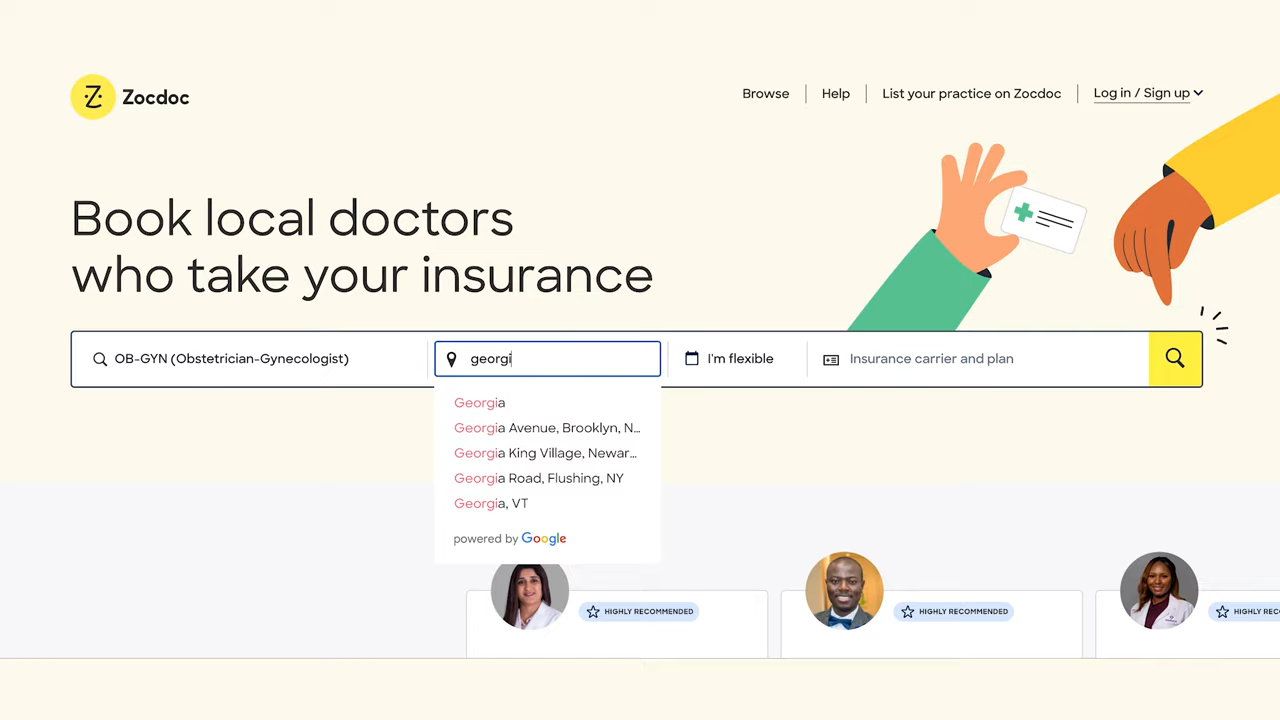 Zocdoc
Browse
Help
List your practice on Zocdoc
Log in / Sign up
Book local doctors
who take your insurance
OB-GYN (Obstetrician-Gynecologist)
georgi
I'm flexible
Insurance carrier and plan
Georgia
Georgia Avenue, Brooklyn, N...
Georgia King Village, Newar...
Georgia Road, Flushing, NY
Georgia, VT
powered by Google
HIGHLY RECOMMENDED
HIGHLY RECOMMENDED
HIGHLY REC